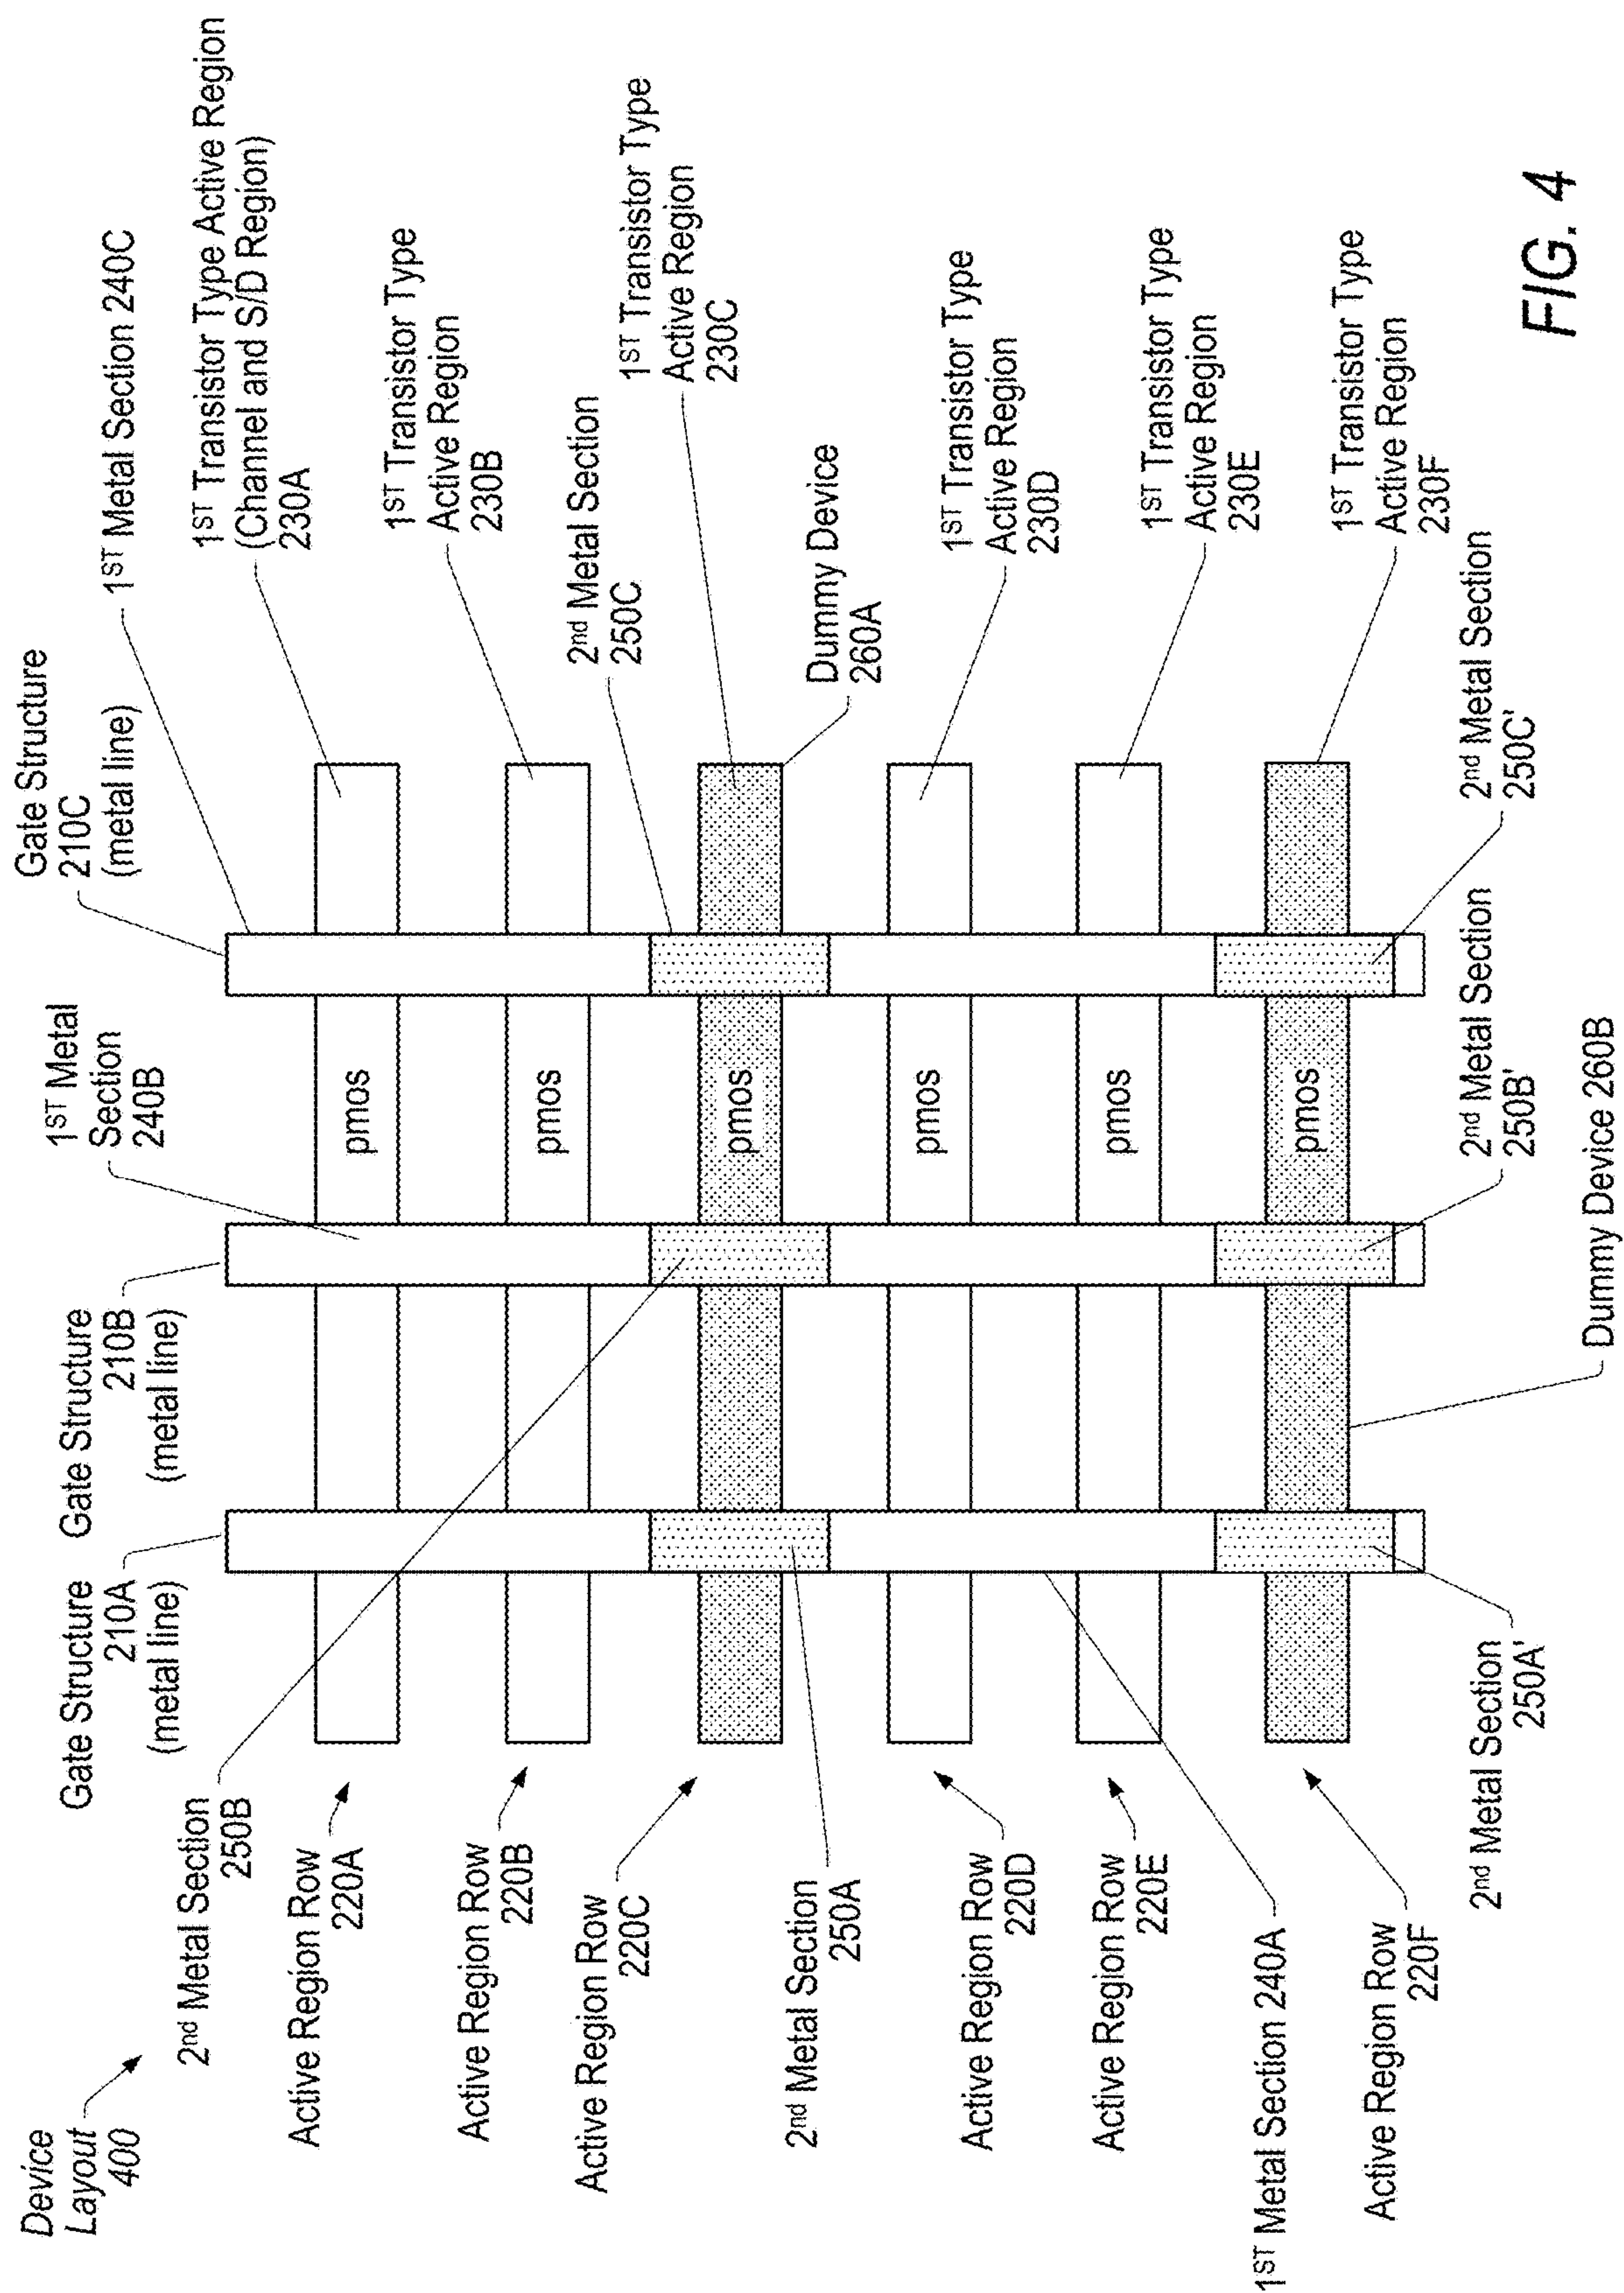 Device
Layout
400
Gate Structure
210A
(metal line)
Gate Structure
210B
(metal line)
1ST Metal
Section
240B
Gate Structure
210C
(metal line)
1ST Metal Section 240C
2nd Metal Section
250B
1ST Transistor Type Active Region
(Channel and S/D Region)
230A
Active Region Row
220A
pmos
1ST Transistor Type
Active Region
230B
Active Region Row
220B
pmos
2nd Metal Section
250C
1ST Transistor Type
Active Region
230C
Active Region Row
220C
pmos
Dummy Device
260A
2nd Metal Section
250A
1ST Transistor Type
Active Region
230D
Active Region Row
220D
pmos
1ST Transistor Type
Active Region
230E
Active Region Row
220E
pmos
1ST Metal Section 240A
1ST Transistor Type
Active Region
230F
Active Region Row
220F
pmos
2nd Metal Section
250A'
2nd Metal Section
250B'
2nd Metal Section
250C'
Dummy Device 260B
FIG. 4